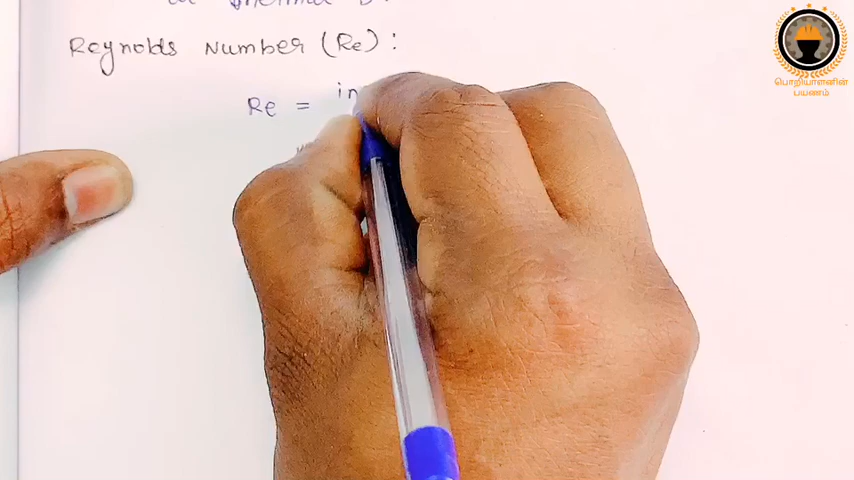 Reynolds Number (Re) :
Re = in
பொறியாளனின்
பயணம்